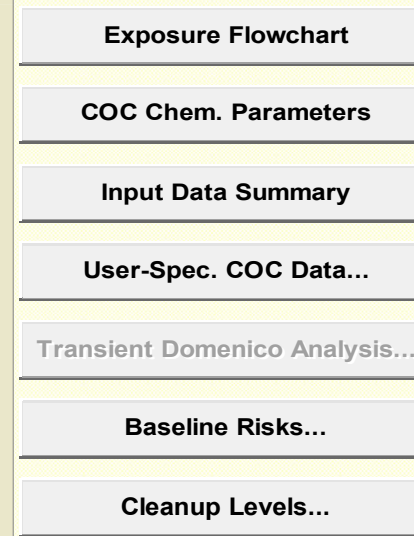 Exposure Flowchart
COC Chem. Parameters
Input Data Summary
User-Spec. COC Data...
Transient Domenico Analysis...
Baseline Risks...
Cleanup Levels...